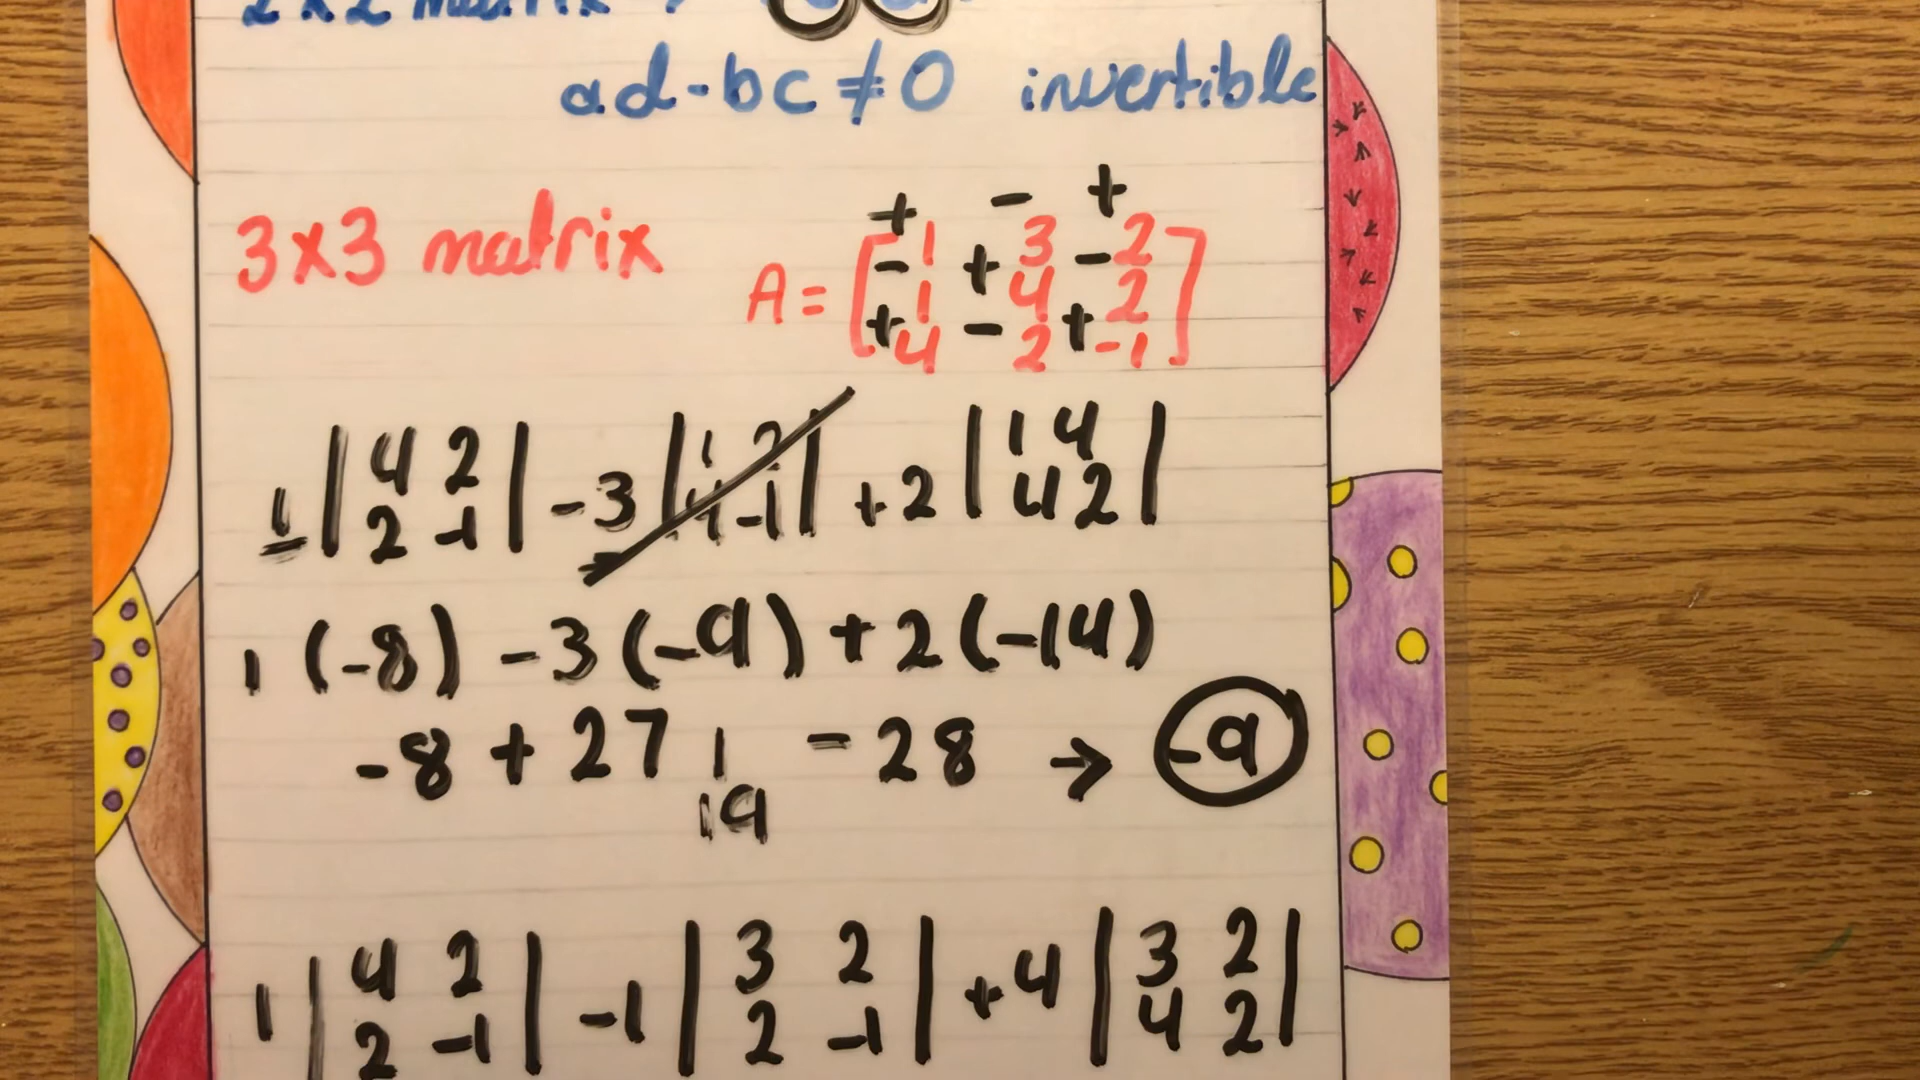 2x2 matrix
ad-bc≠0 invertible
+ - +
3x3 matrix
A = [ 1 3 2
- + -
1 4 2
+ - +
4 2 -1 ]
1 | 4 2 | -3 | 1 2 | +2 | 1 4 |
2 -1 4 -1 4 2
1 (-8) -3 (-9) +2 (-14)
-8 + 27 - 28 → -9
19
1 | 4 2 | -1 | 3 2 | +4 | 3 2 |
2 -1 2 -1 4 2